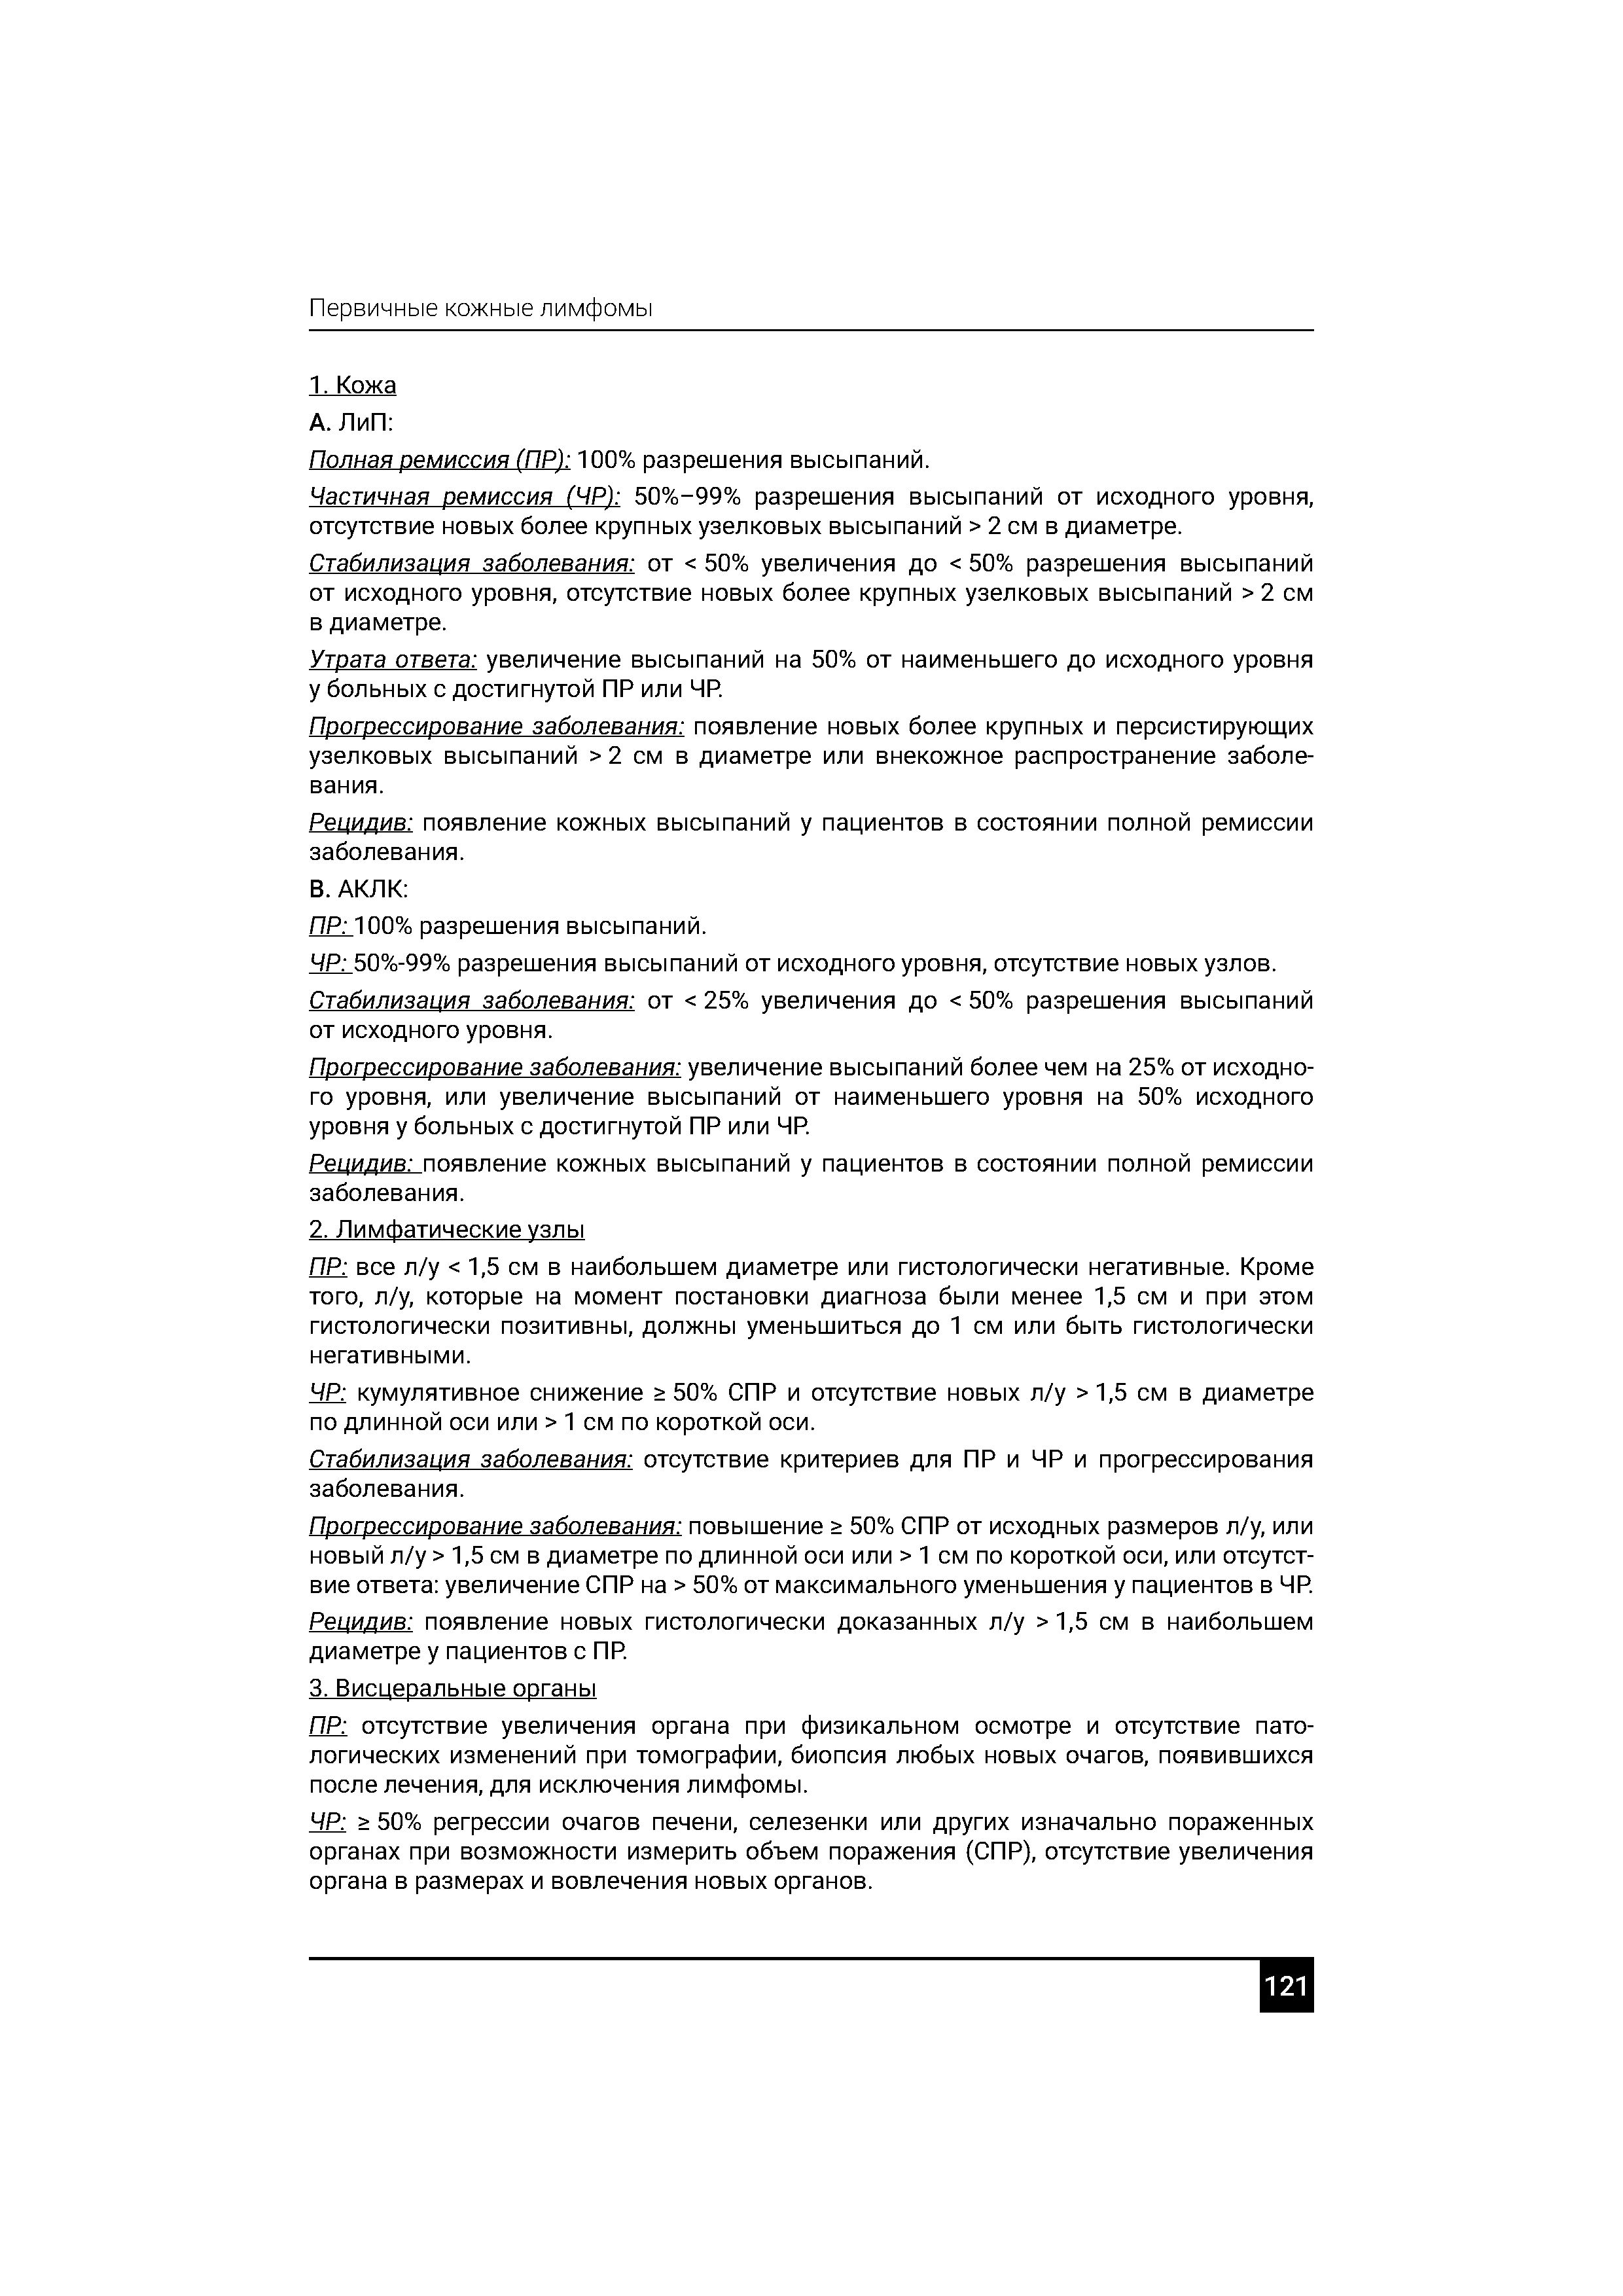 Первичные кожные лимфомы
1. Кожа
А. ЛиП:
Полная ремиссия (ПР): 100% разрешения высыпаний.
Частичная ремиссия (ЧР): 50%–99% разрешения высыпаний от исходного уровня,
отсутствие новых более крупных узелковых высыпаний > 2 см в диаметре.
Стабилизация заболевания: от < 50% увеличения до < 50% разрешения высыпаний
от исходного уровня, отсутствие новых более крупных узелковых высыпаний > 2 см
в диаметре.
Утрата ответа: увеличение высыпаний на 50% от наименьшего до исходного уровня
у больных с достигнутой ПР или ЧР.
Прогрессирование заболевания: появление новых более крупных и персистирующих
узелковых высыпаний > 2 см в диаметре или внекожное распространение заболе-
вания.
Рецидив: появление кожных высыпаний у пациентов в состоянии полной ремиссии
заболевания.
В. АКЛК:
ПР: 100% разрешения высыпаний.
ЧР: 50%-99% разрешения высыпаний от исходного уровня, отсутствие новых узлов.
Стабилизация заболевания: от < 25% увеличения до < 50% разрешения высыпаний
от исходного уровня.
Прогрессирование заболевания: увеличение высыпаний более чем на 25% от исходно-
го уровня, или увеличение высыпаний от наименьшего уровня на 50% исходного
уровня у больных с достигнутой ПР или ЧР.
Рецидив: появление кожных высыпаний у пациентов в состоянии полной ремиссии
заболевания.
2. Лимфатические узлы
ПР: все л/у < 1,5 см в наибольшем диаметре или гистологически негативные. Кроме
того, л/у, которые на момент постановки диагноза были менее 1,5 см и при этом
гистологически позитивны, должны уменьшиться до 1 см или быть гистологически
негативными.
ЧР: кумулятивное снижение ≥ 50% СПР и отсутствие новых л/у > 1,5 см в диаметре
по длинной оси или > 1 см по короткой оси.
Стабилизация заболевания: отсутствие критериев для ПР и ЧР и прогрессирования
заболевания.
Прогрессирование заболевания: повышение ≥ 50% СПР от исходных размеров л/у, или
новый л/у > 1,5 см в диаметре по длинной оси или > 1 см по короткой оси, или отсутст-
вие ответа: увеличение СПР на > 50% от максимального уменьшения у пациентов в ЧР.
Рецидив: появление новых гистологически доказанных л/у > 1,5 см в наибольшем
диаметре у пациентов с ПР.
3. Висцеральные органы
ПР: отсутствие увеличения органа при физикальном осмотре и отсутствие пато-
логических изменений при томографии, биопсия любых новых очагов, появившихся
после лечения, для исключения лимфомы.
ЧР: ≥ 50% регрессии очагов печени, селезенки или других изначально пораженных
органах при возможности измерить объем поражения (СПР), отсутствие увеличения
органа в размерах и вовлечения новых органов.
121